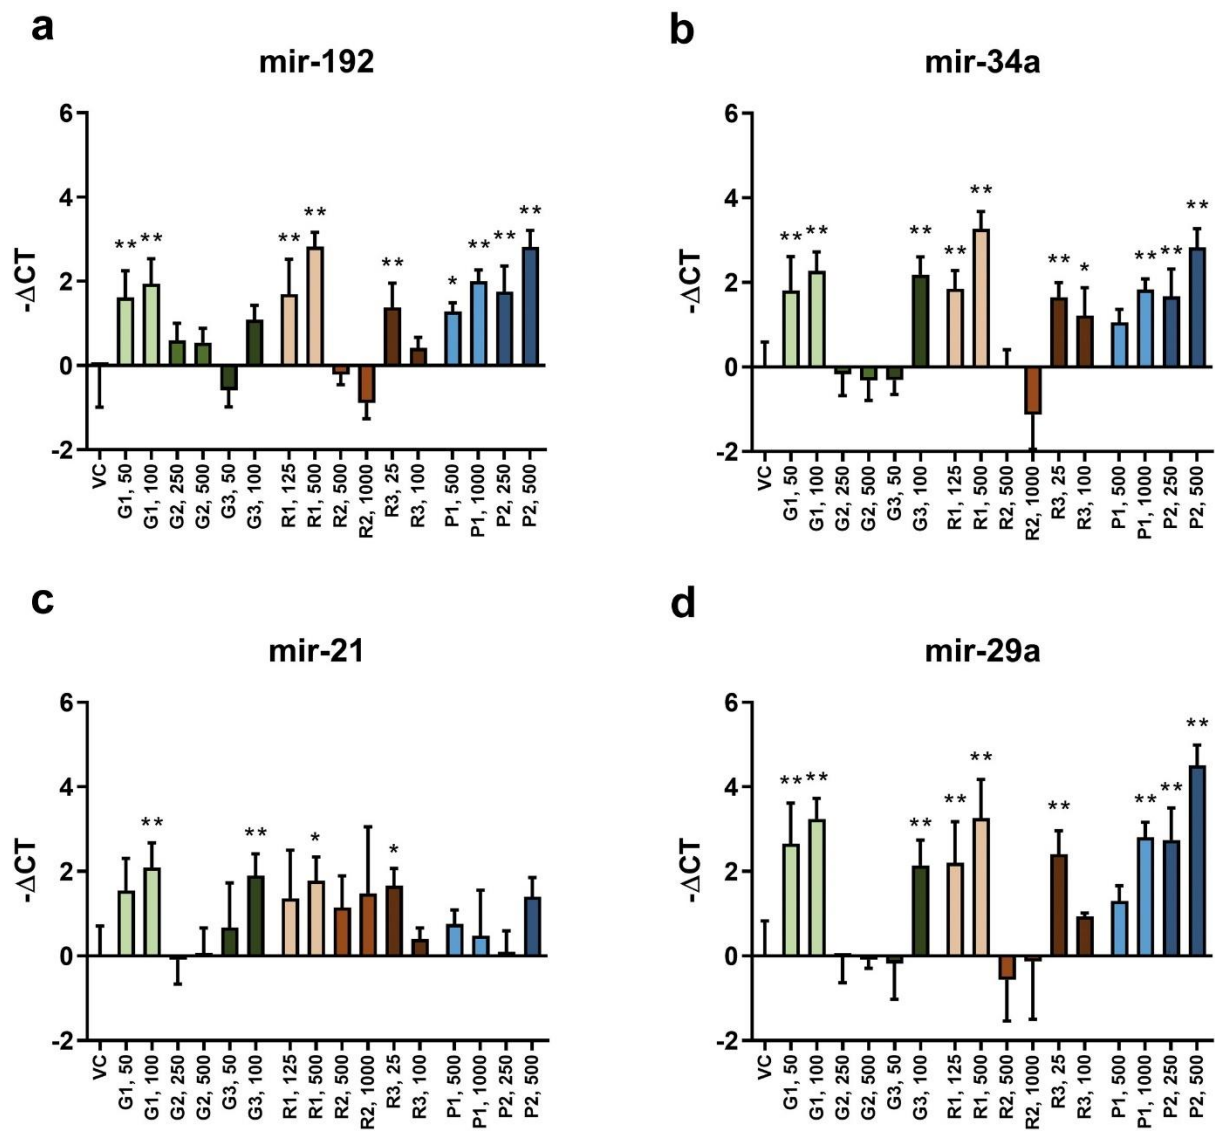 a
mir-192
-ΔCT
6
4
2
0
-2
**
**
**
**
**
*
**
**
**
VC
G1, 50
G1, 100
G2, 250
G2, 500
G3, 50
G3, 100
R1, 125
R1, 500
R2, 500
R2, 1000
R3, 25
R3, 100
P1, 500
P1, 1000
P2, 250
P2, 500
b
mir-34a
-ΔCT
6
4
2
0
-2
**
**
**
**
**
**
*
**
**
**
VC
G1, 50
G1, 100
G2, 250
G2, 500
G3, 50
G3, 100
R1, 125
R1, 500
R2, 500
R2, 1000
R3, 25
R3, 100
P1, 500
P1, 1000
P2, 250
P2, 500
c
mir-21
-ΔCT
6
4
2
0
-2
**
**
*
*
VC
G1, 50
G1, 100
G2, 250
G2, 500
G3, 50
G3, 100
R1, 125
R1, 500
R2, 500
R2, 1000
R3, 25
R3, 100
P1, 500
P1, 1000
P2, 250
P2, 500
d
mir-29a
-ΔCT
6
4
2
0
-2
**
**
**
**
**
**
**
**
**
VC
G1, 50
G1, 100
G2, 250
G2, 500
G3, 50
G3, 100
R1, 125
R1, 500
R2, 500
R2, 1000
R3, 25
R3, 100
P1, 500
P1, 1000
P2, 250
P2, 500